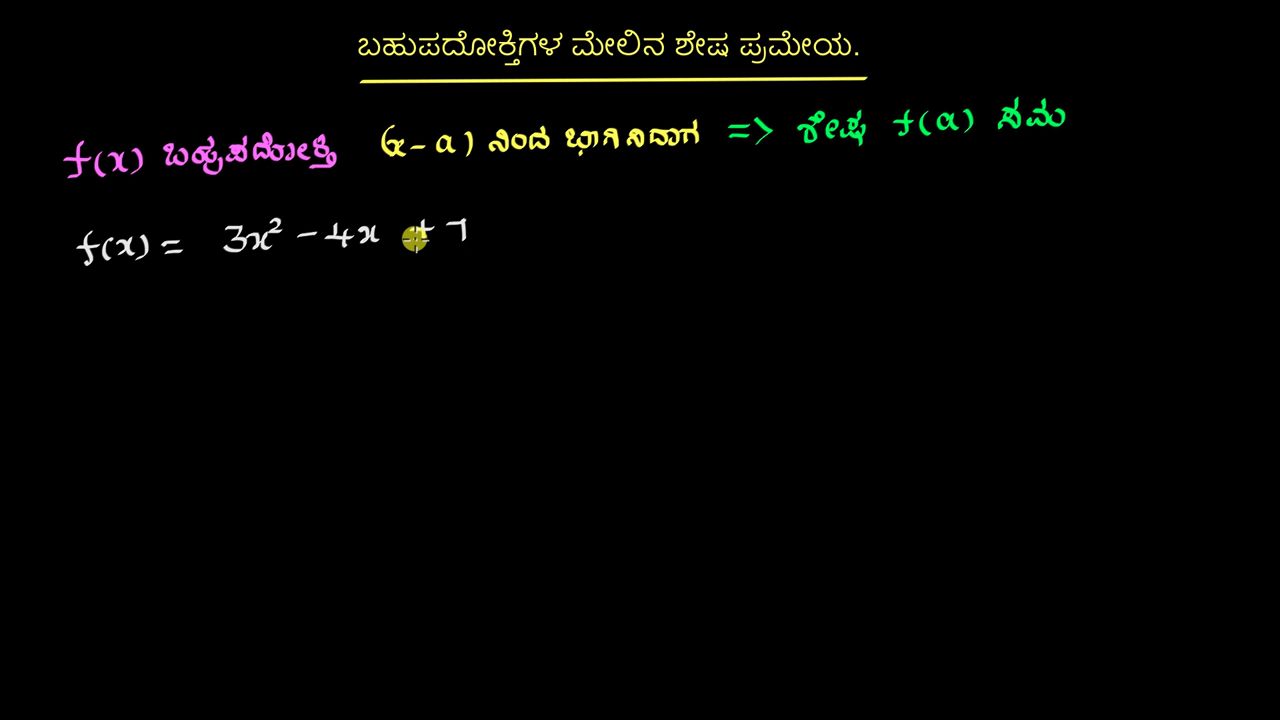 ಬಹುಪದೋಕ್ತಿಗಳ ಮೇಲಿನ ಶೇಷ ಪ್ರಮೇಯ.
f(x) ಬಹುಪದೋಕ್ತಿ (x-a) ನಿಂದ ಭಾಗಿಸಿದಾಗ => ಶೇಷ f(a) ಸಮ
f(x) = 3x² - 4x + 7